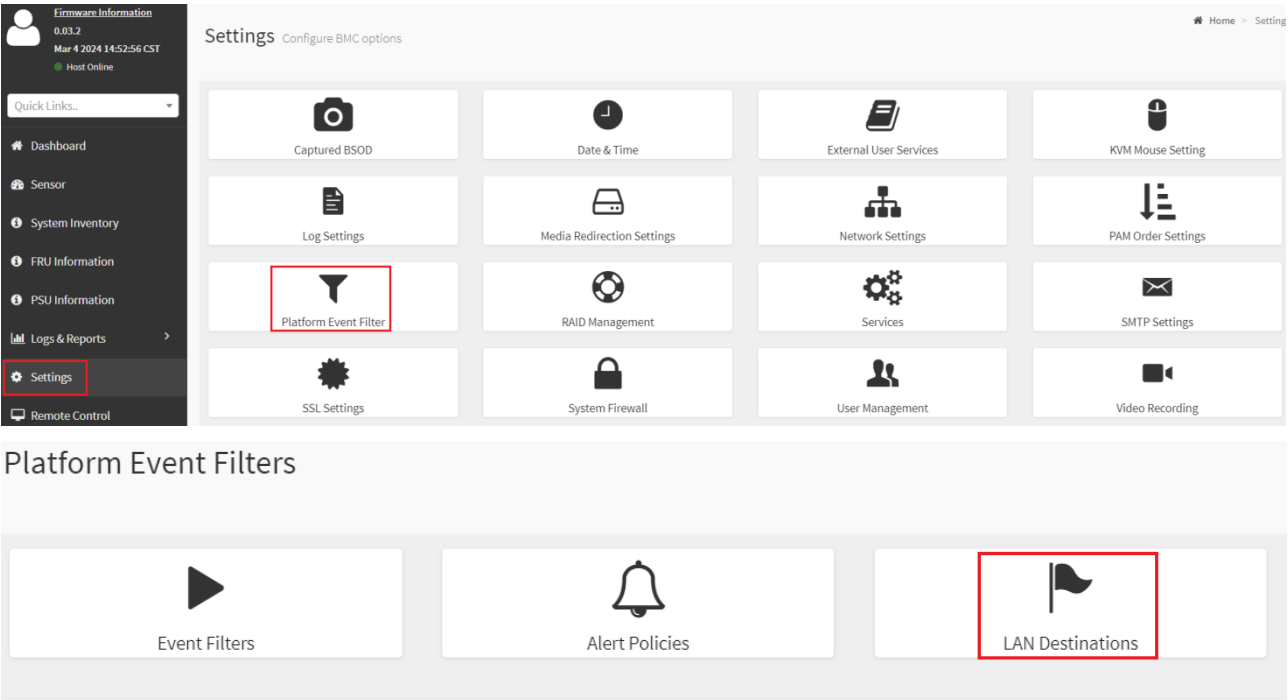 Firmware Information
0.03.2
Mar 4 2024 14:52:56 CST
Host Online
Quick Links..
Dashboard
Sensor
System Inventory
FRU Information
PSU Information
Logs & Reports
Settings
Remote Control
Settings Configure BMC options
Home > Setting
Captured BSOD
Date & Time
External User Services
KVM Mouse Setting
Log Settings
Media Redirection Settings
Network Settings
PAM Order Settings
Platform Event Filter
RAID Management
Services
SMTP Settings
SSL Settings
System Firewall
User Management
Video Recording
Platform Event Filters
Event Filters
Alert Policies
LAN Destinations